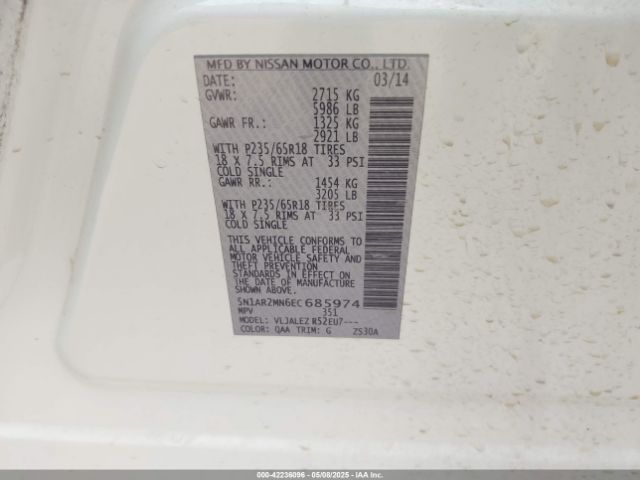 MFD BY NISSAN MOTOR CO., LTD.
DATE: 03/14
GVWR: 2715 KG
5986 LB
GAWR FR.: 1325 KG
2921 LB
WITH P235/65R18 TIRES
18 X 7.5 RIMS AT 33 PSI
COLD SINGLE
GAWR RR.: 1454 KG
3205 LB
WITH P235/65R18 TIRES
18 X 7.5 RIMS AT 33 PSI
COLD SINGLE
THIS VEHICLE CONFORMS TO
ALL APPLICABLE FEDERAL
MOTOR VEHICLE SAFETY
AND THEFT PREVENTION
STANDARDS IN EFFECT ON
THE DATE OF MANUFACTURE
SHOWN ABOVE.
5N1AR2MN6EC685974
MPV 351
MODEL: VLJALEZ R52EU7---
COLOR: QAA TRIM: G ZS30A
000-42236096 - 05/08/2025 - IAA Inc.